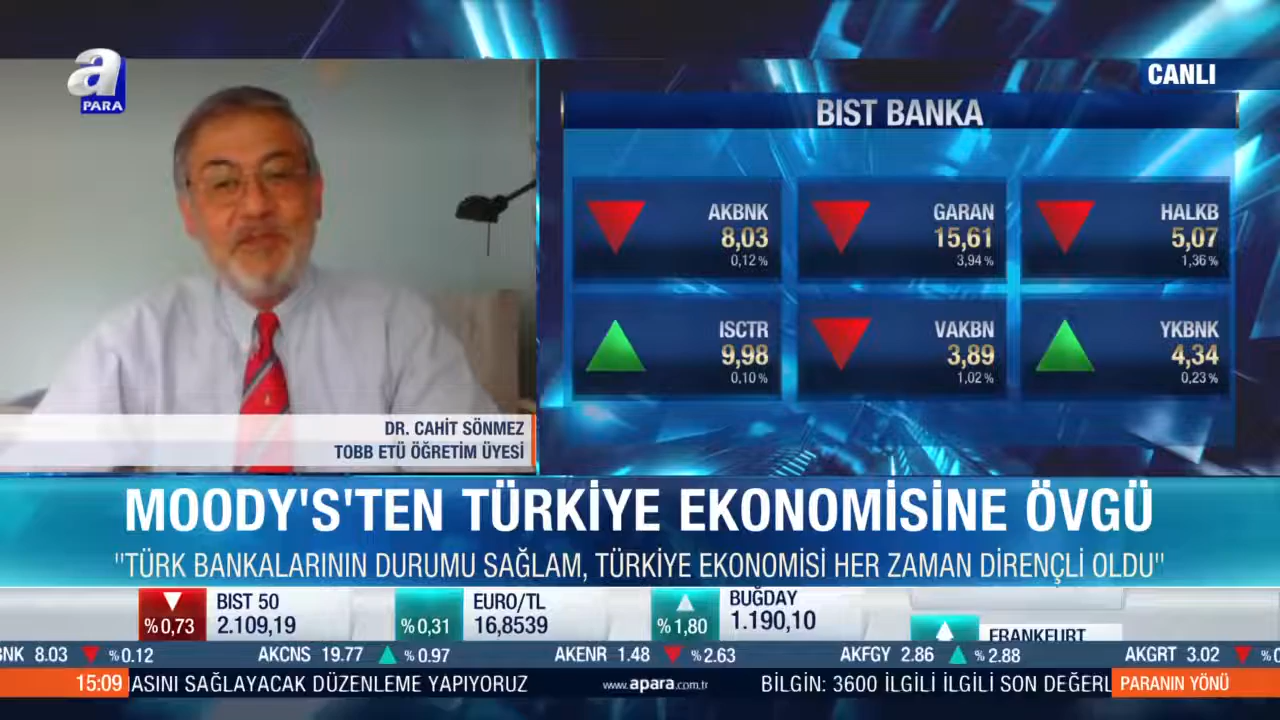 a
PARA
CANLI
BIST BANKA
AKBNK
8,03
0,12 %
GARAN
15,61
3,94 %
HALKB
5,07
1,36 %
ISCTR
9,98
0,10 %
VAKBN
3,89
1,02 %
YKBNK
4,34
0,23 %
DR. CAHİT SÖNMEZ
TOBB ETÜ ÖĞRETİM ÜYESİ
MOODY'S'TEN TÜRKİYE EKONOMİSİNE ÖVGÜ
"TÜRK BANKALARININ DURUMU SAĞLAM, TÜRKİYE EKONOMİSİ HER ZAMAN DİRENÇLİ OLDU"
% 0,73 BIST 50 2.109,19
% 0,31 EURO/TL 16,8539
% 1,80 BUĞDAY 1.190,10
FRANKFURT
NK 8.03 %0.12 AKCNS 19.77 %0.97 AKENR 1.48 %2.63 AKFGY 2.86 %2.88 AKGRT 3.02 %0
15:09 ASINI SAĞLAYACAK DÜZENLEME YAPIYORUZ www.apara.com.tr BİLGİN: 3600 İLGİLİ İLGİLİ SON DEĞERL PARANIN YÖNÜ